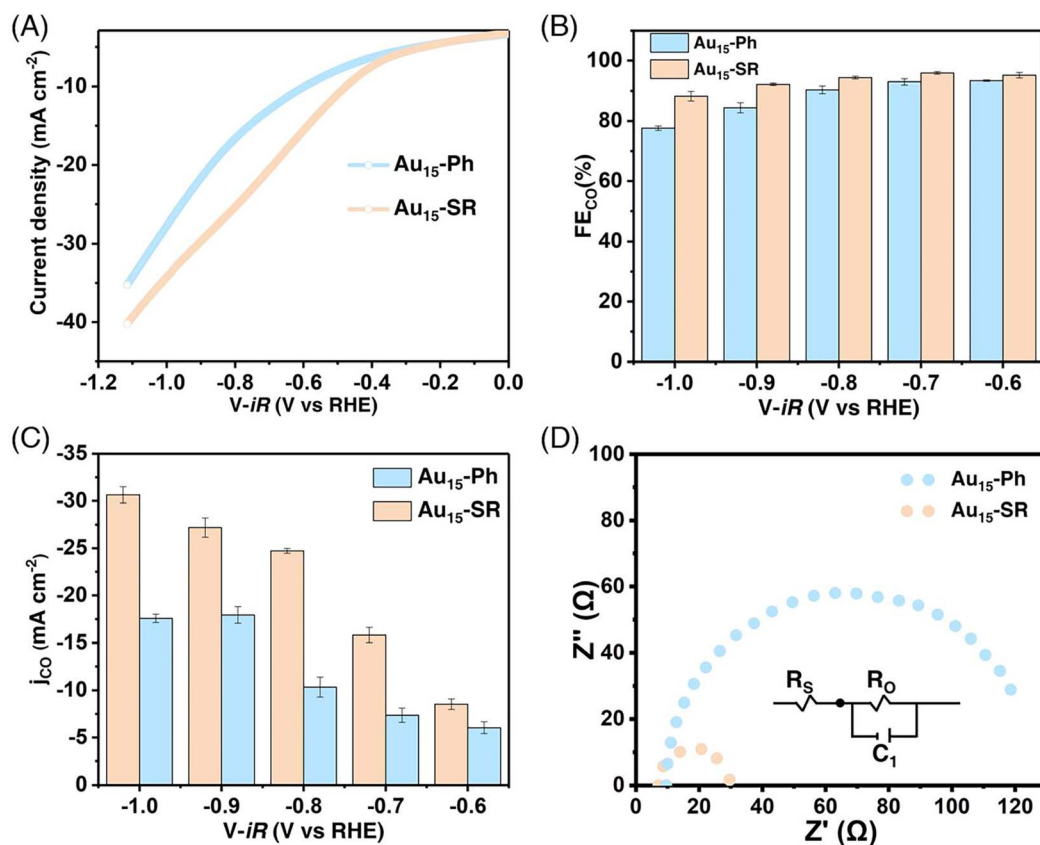 (A)
Current density (mA cm⁻²)
-10
-20
-30
-40
Au₁₅-Ph
Au₁₅-SR
-1.2 -1.0 -0.8 -0.6 -0.4 -0.2 0.0
V-iR (V vs RHE)
(B)
FE_CO(%)
100
80
60
40
20
0
Au₁₅-Ph
Au₁₅-SR
-1.0 -0.9 -0.8 -0.7 -0.6
V-iR (V vs RHE)
(C)
j_CO (mA cm⁻²)
-35
-30
-25
-20
-15
-10
-5
0
Au₁₅-Ph
Au₁₅-SR
-1.0 -0.9 -0.8 -0.7 -0.6
V-iR (V vs RHE)
(D)
Z'' (Ω)
100
80
60
40
20
0
Au₁₅-Ph
Au₁₅-SR
R_S R_O
C₁
0 20 40 60 80 100 120
Z' (Ω)